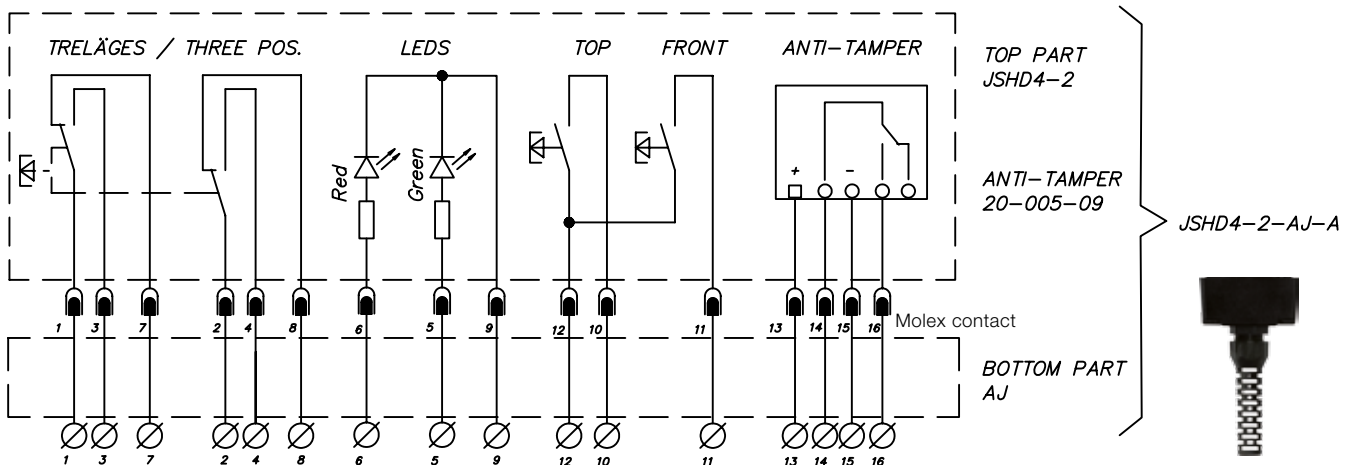 TRELÄGES / THREE POS.
LEDS
TOP
FRONT
ANTI-TAMPER
TOP PART
JSHD4-2
Red
Green
+
-
ANTI-TAMPER
20-005-09
JSHD4-2-AJ-A
1 3 7 2 4 8 6 5 9 12 10 11 13 14 15 16
Molex contact
BOTTOM PART
AJ
1 3 7 2 4 8 6 5 9 12 10 11 13 14 15 16